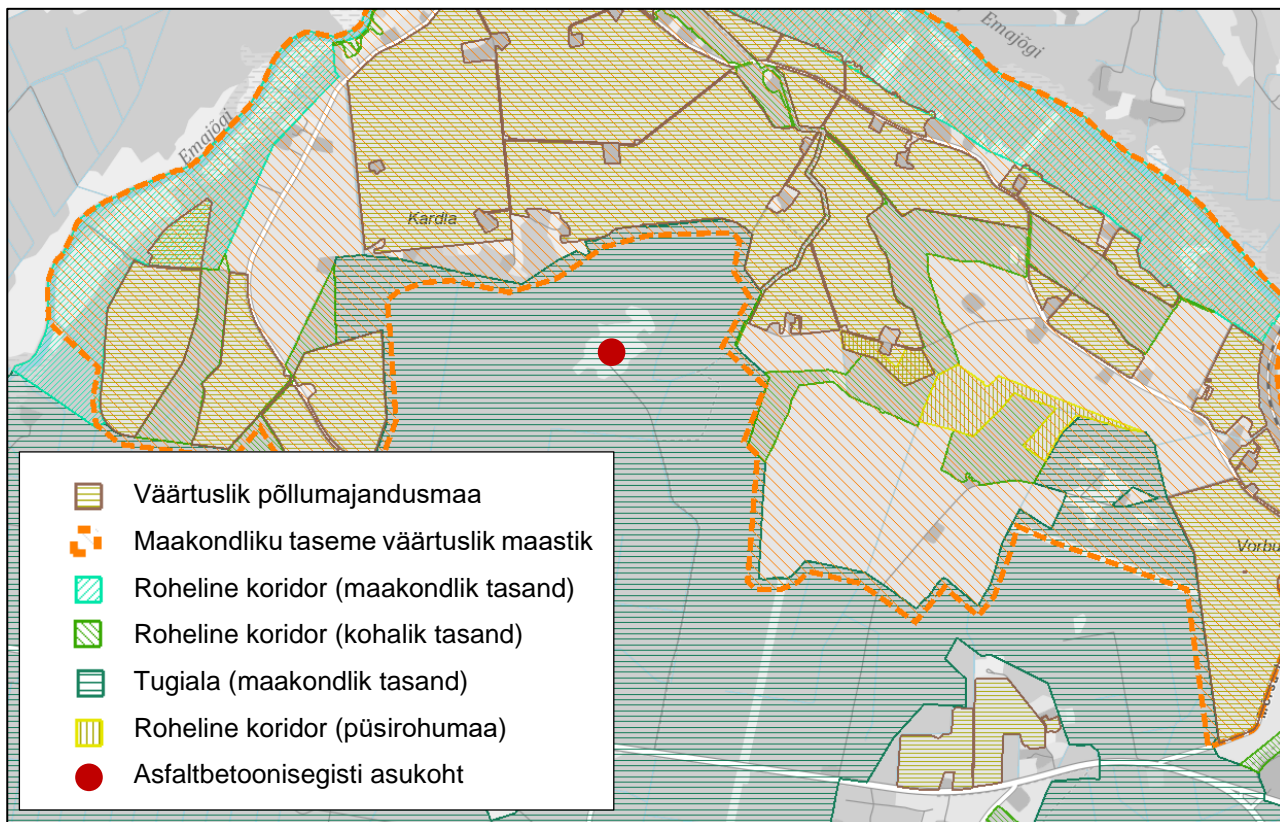 Emajõgi
Emajõgi
Kardla
Väärtuslik põllumajandusmaa
Maakondliku taseme väärtuslik maastik
Roheline koridor (maakondlik tasand)
Roheline koridor (kohalik tasand)
Tugiala (maakondlik tasand)
Roheline koridor (püsirohumaa)
Asfaltbetoonisegisti asukoht
Vorbu